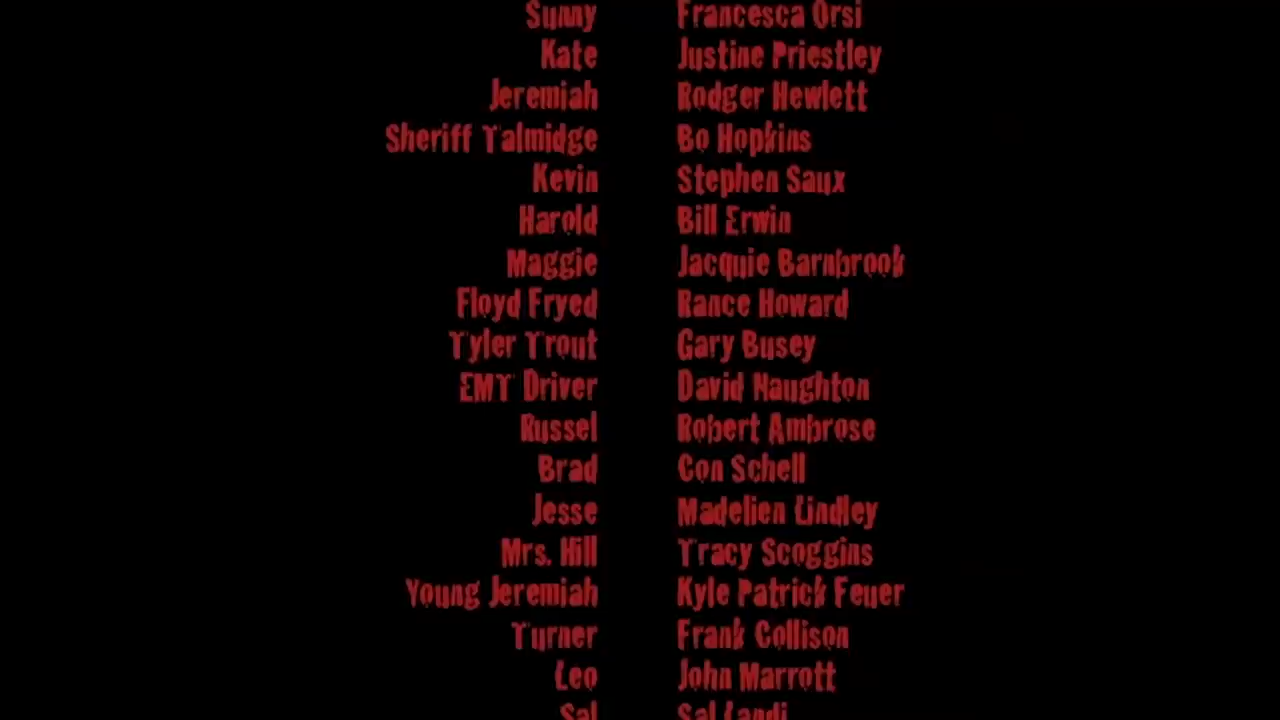 Sunny Francesca Orsi
Kate Justine Priestley
Jeremiah Rodger Hewlett
Sheriff Talmidge Bo Hopkins
Kevin Stephen Saux
Harold Bill Erwin
Maggie Jacquie Barnbrook
Floyd Fryed Rance Howard
Tyler Trout Gary Busey
EMT Driver David Naughton
Russel Robert Ambrose
Brad Con Schell
Jesse Madelien Lindley
Mrs. Hill Tracy Scoggins
Young Jeremiah Kyle Patrick Feuer
Turner Frank Collison
Leo John Marrott
Sal Sal Landi